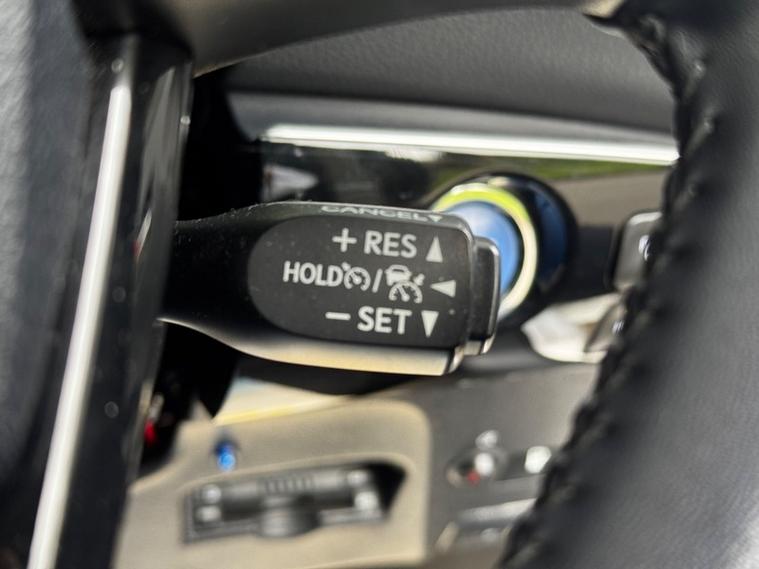 CANCEL▼
+ RES ▲
HOLD / ◀
− SET ▼